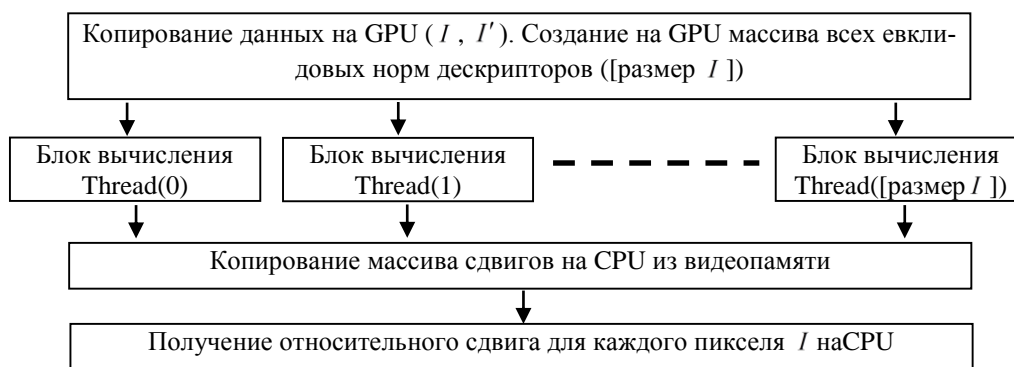 Копирование данных на GPU ( I , I′ ). Создание на GPU массива всех евкли-
довых норм дескрипторов ([размер I ])
Блок вычисления
Thread(0)
Блок вычисления
Thread(1)
Блок вычисления
Thread([размер I ])
Копирование массива сдвигов на CPU из видеопамяти
Получение относительного сдвига для каждого пикселя I наCPU